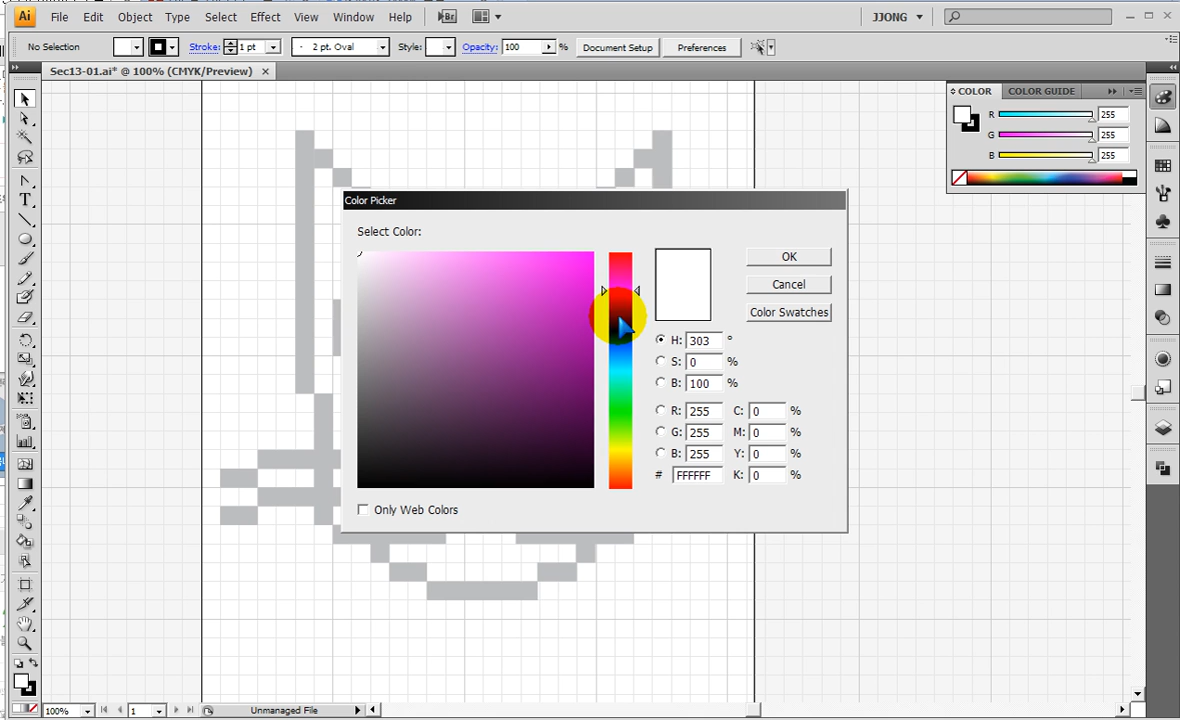 Ai File Edit Object Type Select Effect View Window Help Br JJONG
No Selection Stroke: 1 pt 2 pt. Oval Style: Opacity: 100 % Document Setup Preferences
Sec13-01.ai* @ 100% (CMYK/Preview) ×
COLOR COLOR GUIDE
R 255
G 255
B 255
Color Picker
Select Color:
OK
Cancel
Color Swatches
H: 303 °
S: 0 %
B: 100 %
R: 255 C: 0 %
G: 255 M: 0 %
B: 255 Y: 0 %
# FFFFFF K: 0 %
Only Web Colors
100% 1 Unmanaged File